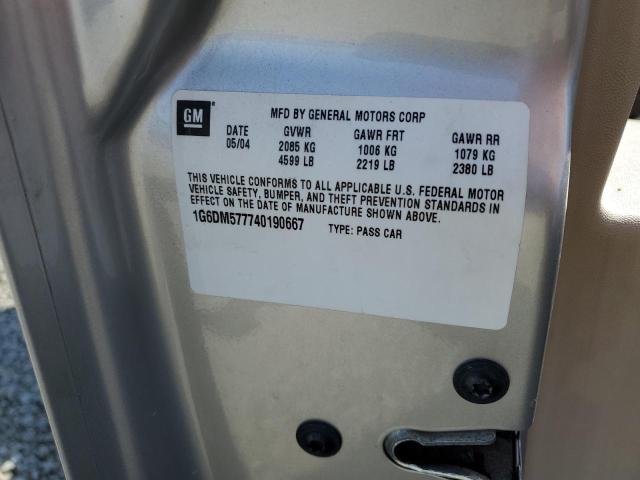 GM
MFD BY GENERAL MOTORS CORP
DATE GVWR GAWR FRT GAWR RR
05/04 2085 KG 1006 KG 1079 KG
4599 LB 2219 LB 2380 LB
THIS VEHICLE CONFORMS TO ALL APPLICABLE U.S. FEDERAL MOTOR
VEHICLE SAFETY, BUMPER, AND THEFT PREVENTION STANDARDS IN
EFFECT ON THE DATE OF MANUFACTURE SHOWN ABOVE.
1G6DM577740190667 TYPE: PASS CAR